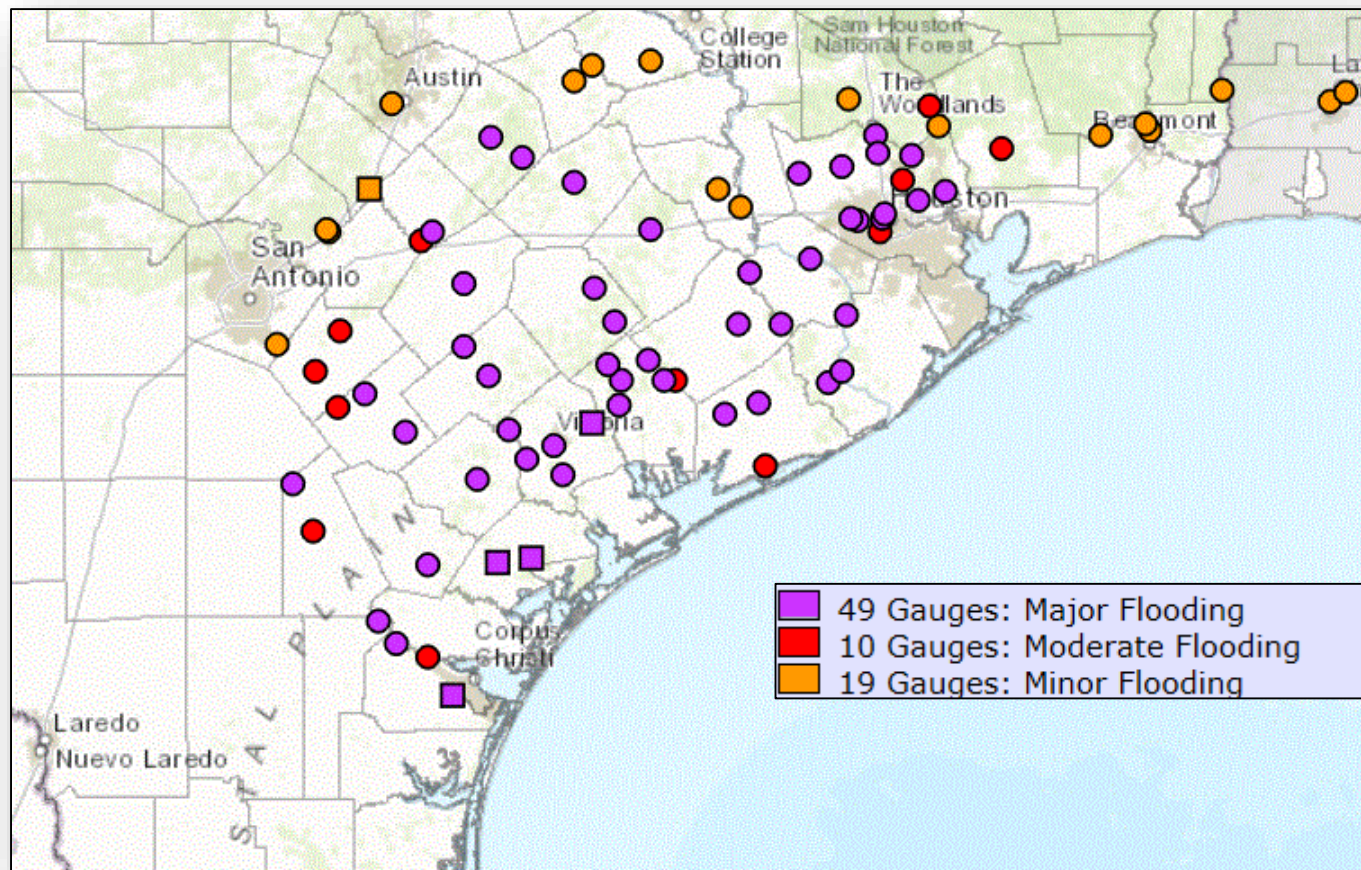 Sam Houston
National Forest
College
Station
Austin
The
Woodlands
La
Beaumont
Houston
San
Antonio
Victoria
Corpus
Christi
Laredo
Nuevo Laredo
S T A L P L A I N
49 Gauges: Major Flooding
10 Gauges: Moderate Flooding
19 Gauges: Minor Flooding